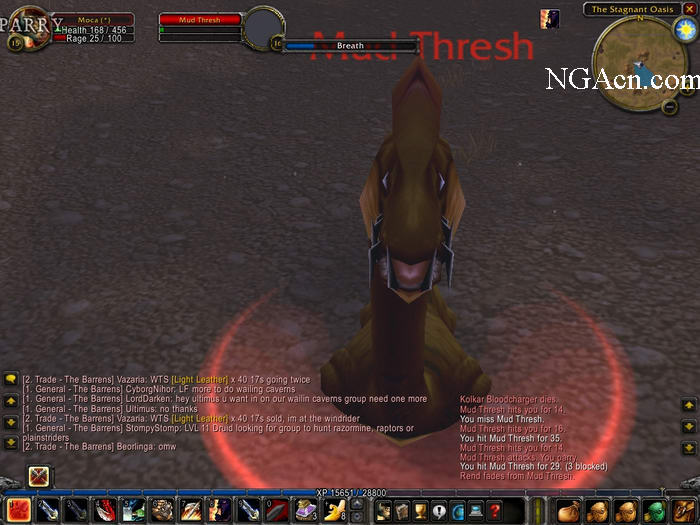 PARRY
Moca (*)
Health 168 / 456
Rage 25 / 100
15
Mud Thresh
Breath
Mud Thresh
The Stagnant Oasis
N
NGAcn.com
[2. Trade - The Barrens] Vazaria: WTS [Light Leather] x 40 17s going twice
[1. General - The Barrens] CyborgNihor: LF more to do wailing caverns
[1. General - The Barrens] LordDarken: hey ultimus u want in on our wailin caverns group need one more
[1. General - The Barrens] Ultimus: no thanks
[2. Trade - The Barrens] Vazaria: WTS [Light Leather] x 40 17s sold, im at the windrider
[1. General - The Barrens] StompyStomp: LVL 11 Druid looking for group to hunt razormine, raptors or
plainstriders
[2. Trade - The Barrens] Beorlinga: omw
Kolkar Bloodcharger dies.
Mud Thresh hits you for 14.
You miss Mud Thresh.
Mud Thresh hits you for 16.
You hit Mud Thresh for 35.
Mud Thresh hits you for 14.
Mud Thresh attacks. You parry.
You hit Mud Thresh for 29. (3 blocked)
Rend fades from Mud Thresh.
XP 15651 / 28800
3
8